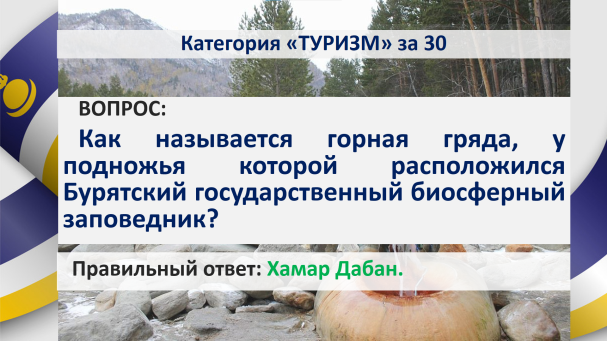 Категория «ТУРИЗМ» за 30
ВОПРОС:
Как называется горная гряда, у
подножья которой расположился
Бурятский государственный биосферный
заповедник?
Правильный ответ: Хамар Дабан.